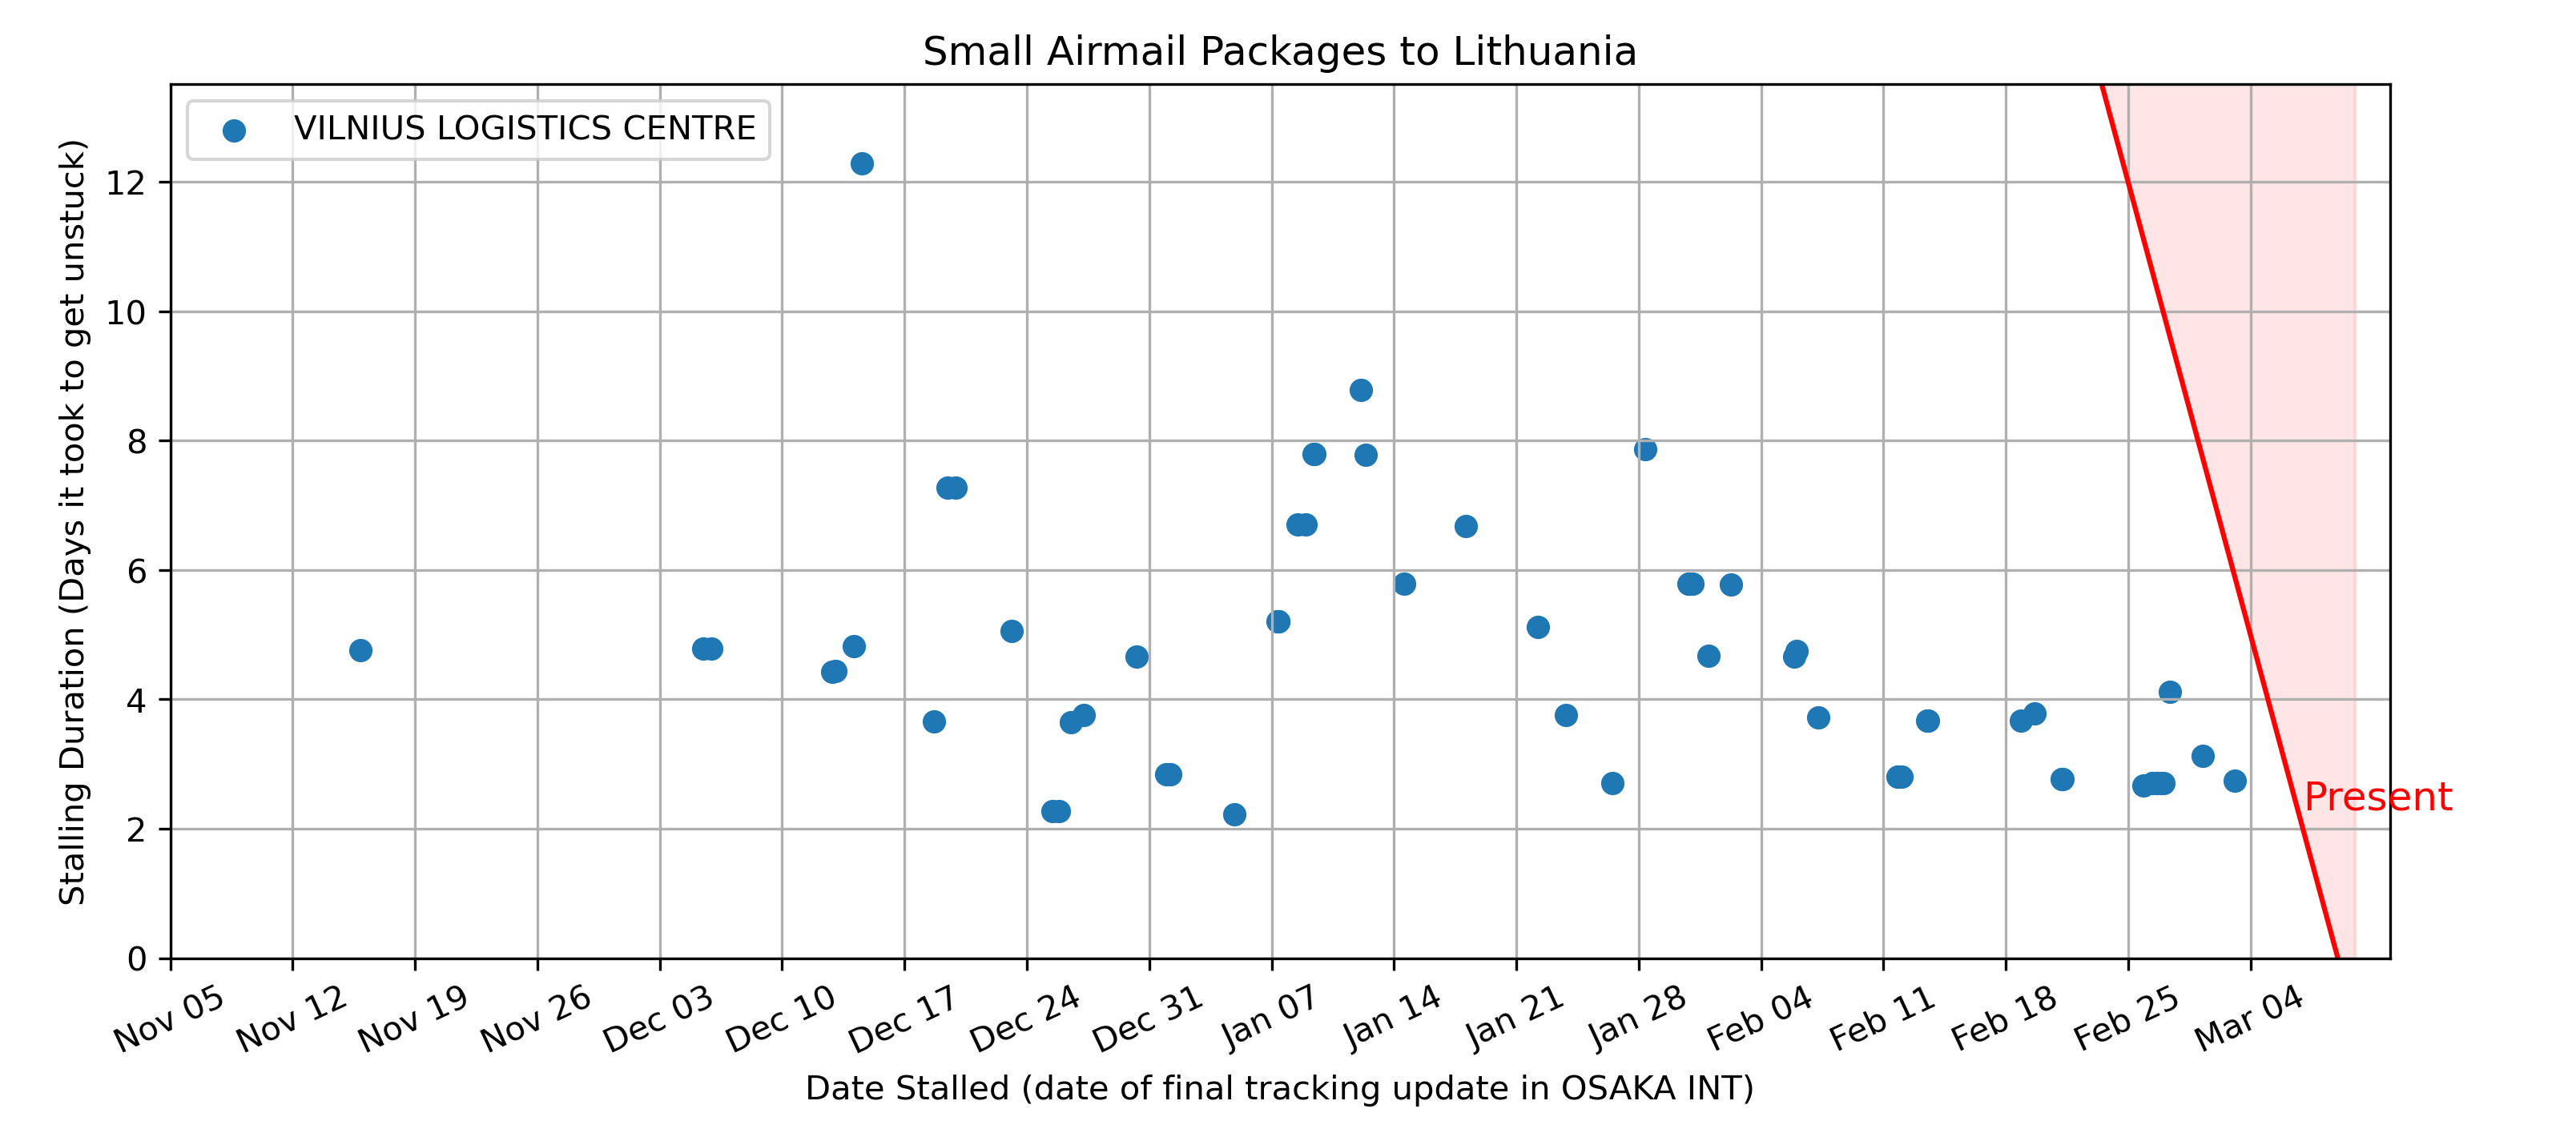 Small Airmail Packages to Lithuania
VILNIUS LOGISTICS CENTRE
Stalling Duration (Days it took to get unstuck)
12
10
8
6
4
2
0
Present
Nov 05
Nov 12
Nov 19
Nov 26
Dec 03
Dec 10
Dec 17
Dec 24
Dec 31
Jan 07
Jan 14
Jan 21
Jan 28
Feb 04
Feb 11
Feb 18
Feb 25
Mar 04
Date Stalled (date of final tracking update in OSAKA INT)